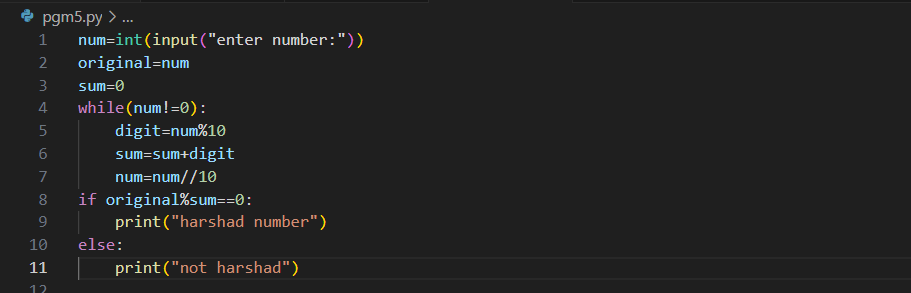 pgm5.py > ...
1 num=int(input("enter number:"))
2 original=num
3 sum=0
4 while(num!=0):
5     digit=num%10
6     sum=sum+digit
7     num=num//10
8 if original%sum==0:
9     print("harshad number")
10 else:
11     print("not harshad")
12